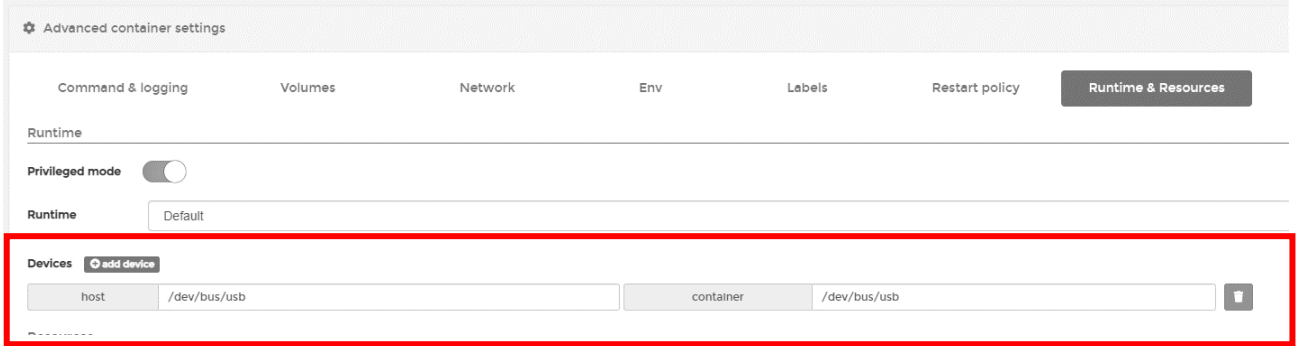 Advanced container settings
Command & logging Volumes Network Env Labels Restart policy Runtime & Resources
Runtime
Privileged mode
Runtime Default
Devices add device
host /dev/bus/usb container /dev/bus/usb